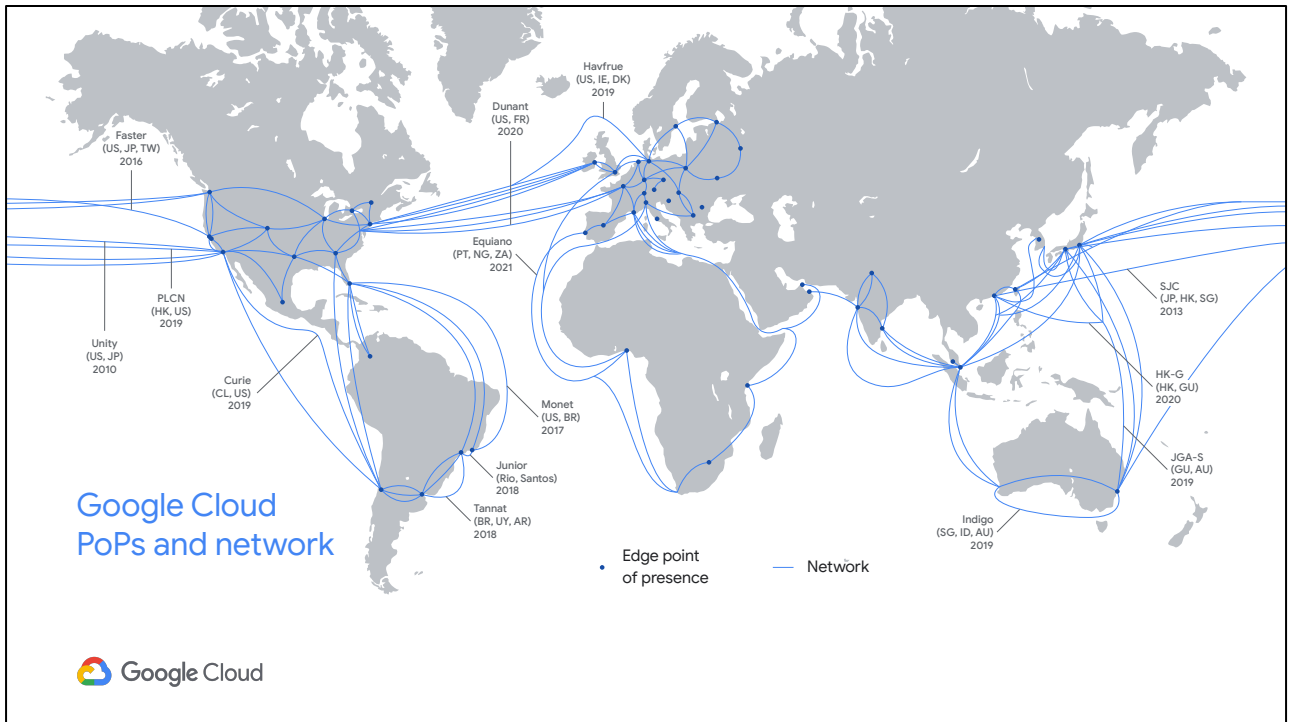 Havfrue
(US, IE, DK)
2019
Dunant
(US, FR)
2020
Faster
(US, JP, TW)
2016
Equiano
(PT, NG, ZA)
2021
PLCN
(HK, US)
2019
SJC
(JP, HK, SG)
2013
Unity
(US, JP)
2010
Curie
(CL, US)
2019
HK-G
(HK, GU)
2020
Monet
(US, BR)
2017
JGA-S
(GU, AU)
2019
Junior
(Rio, Santos)
2018
Tannat
(BR, UY, AR)
2018
Indigo
(SG, ID, AU)
2019
Google Cloud
PoPs and network
Edge point
of presence
Network
Google Cloud